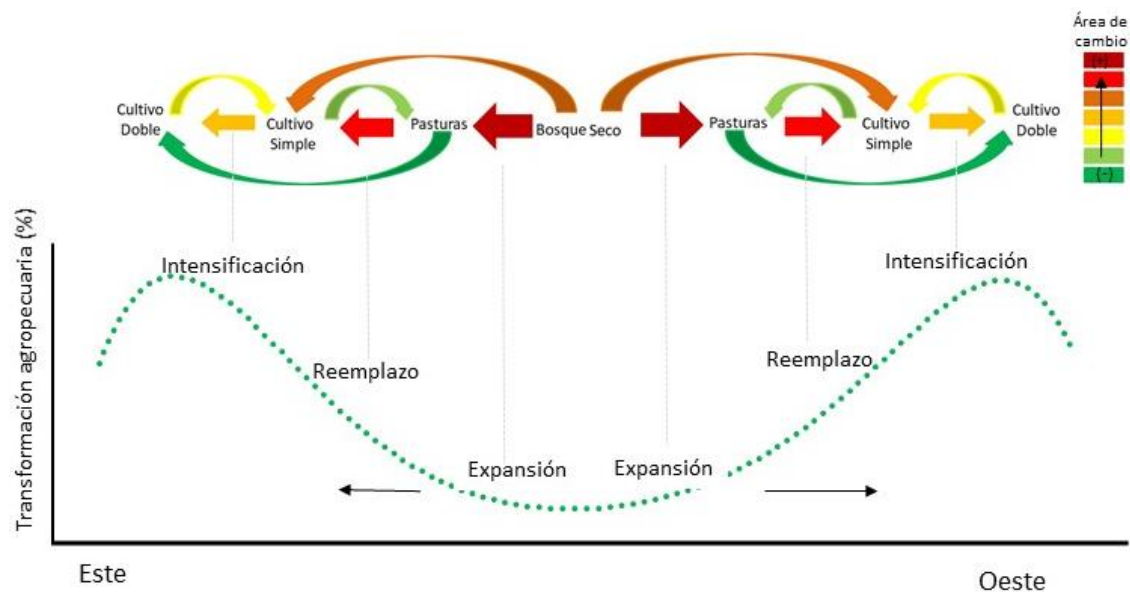 Área de
cambio
(+)
(-)
Cultivo
Doble
Cultivo
Simple
Pasturas
Bosque Seco
Pasturas
Cultivo
Simple
Cultivo
Doble
Transformación agropecuaria (%)
Intensificación
Intensificación
Reemplazo
Reemplazo
Expansión
Expansión
Este
Oeste